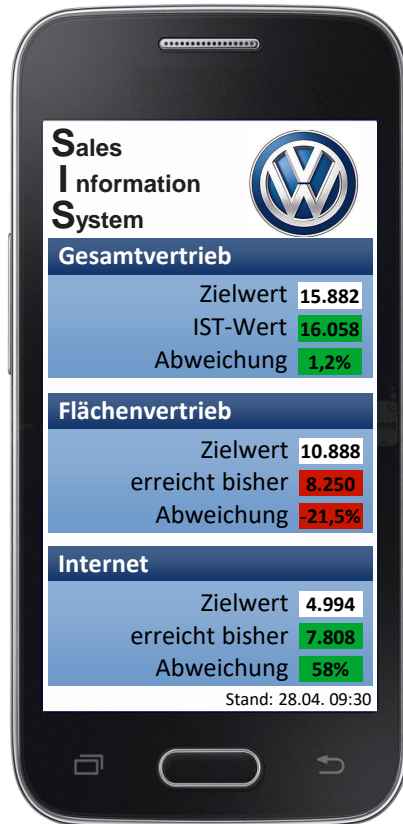 Sales
Information
System
Gesamtvertrieb
Zielwert 15.882
IST-Wert 16.058
Abweichung 1,2%
Flächenvertrieb
Zielwert 10.888
erreicht bisher 8.250
Abweichung -21,5%
Internet
Zielwert 4.994
erreicht bisher 7.808
Abweichung 58%
Stand: 28.04. 09:30